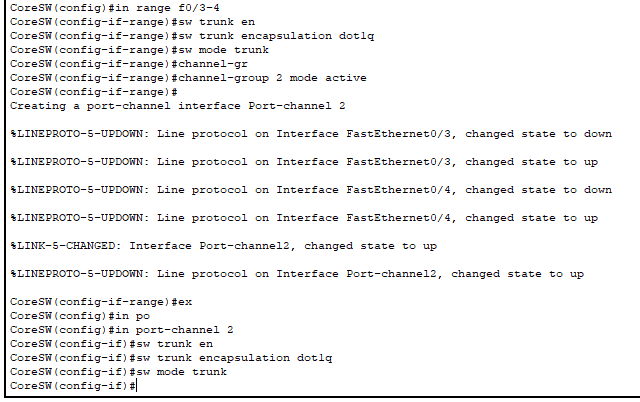 CoreSW(config)#in range f0/3-4
CoreSW(config-if-range)#sw trunk en
CoreSW(config-if-range)#sw trunk encapsulation dot1q
CoreSW(config-if-range)#sw mode trunk
CoreSW(config-if-range)#channel-gr
CoreSW(config-if-range)#channel-group 2 mode active
CoreSW(config-if-range)#
Creating a port-channel interface Port-channel 2
%LINEPROTO-5-UPDOWN: Line protocol on Interface FastEthernet0/3, changed state to down
%LINEPROTO-5-UPDOWN: Line protocol on Interface FastEthernet0/3, changed state to up
%LINEPROTO-5-UPDOWN: Line protocol on Interface FastEthernet0/4, changed state to down
%LINEPROTO-5-UPDOWN: Line protocol on Interface FastEthernet0/4, changed state to up
%LINK-5-CHANGED: Interface Port-channel2, changed state to up
%LINEPROTO-5-UPDOWN: Line protocol on Interface Port-channel2, changed state to up
CoreSW(config-if-range)#ex
CoreSW(config)#in po
CoreSW(config)#in port-channel 2
CoreSW(config-if)#sw trunk en
CoreSW(config-if)#sw trunk encapsulation dot1q
CoreSW(config-if)#sw mode trunk
CoreSW(config-if)#